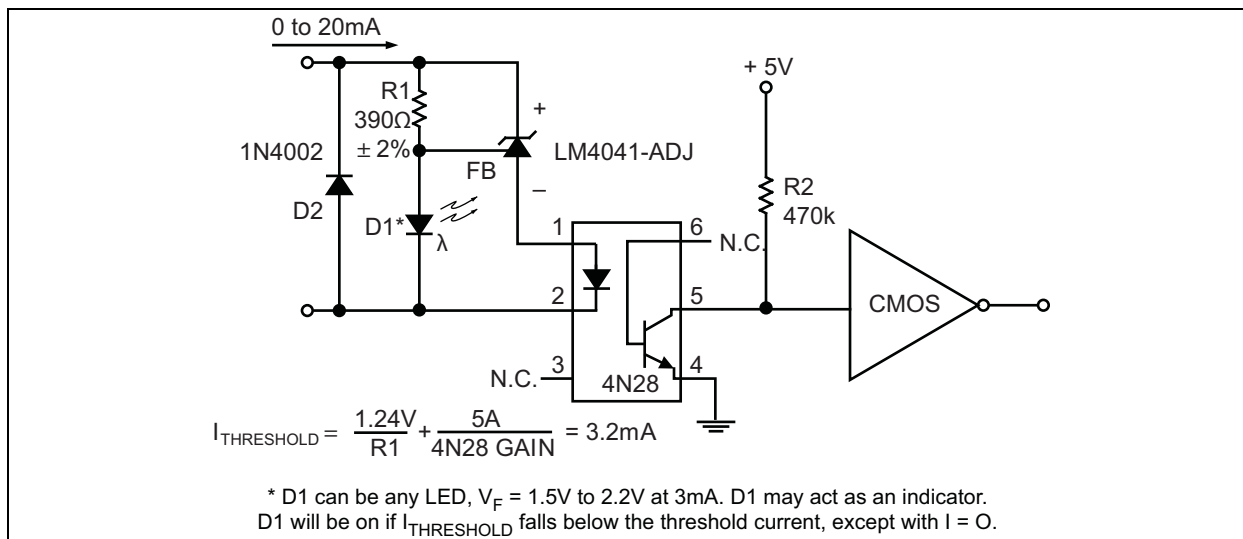 0 to 20mA
+ 5V
R1
390Ω
± 2%
+
1N4002
FB
LM4041-ADJ
–
D2
D1*
λ
R2
470k
1
6
N.C.
2
5
CMOS
3
N.C.
4
4N28
I_THRESHOLD = 1.24V/R1 + 5A/4N28 GAIN = 3.2mA
* D1 can be any LED, V_F = 1.5V to 2.2V at 3mA. D1 may act as an indicator.
D1 will be on if I_THRESHOLD falls below the threshold current, except with I = O.